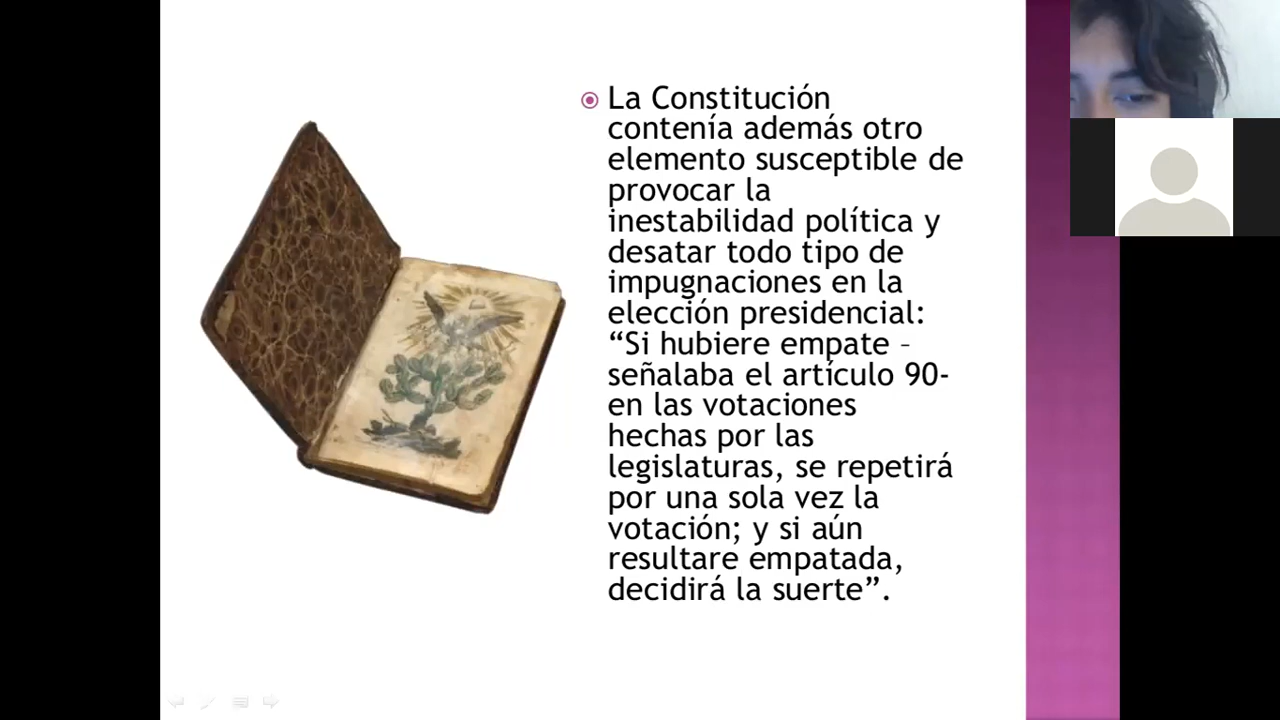 La Constitución
contenía además otro
elemento susceptible de
provocar la
inestabilidad política y
desatar todo tipo de
impugnaciones en la
elección presidencial:
“Si hubiere empate –
señalaba el artículo 90-
en las votaciones
hechas por las
legislaturas, se repetirá
por una sola vez la
votación; y si aún
resultare empatada,
decidirá la suerte”.